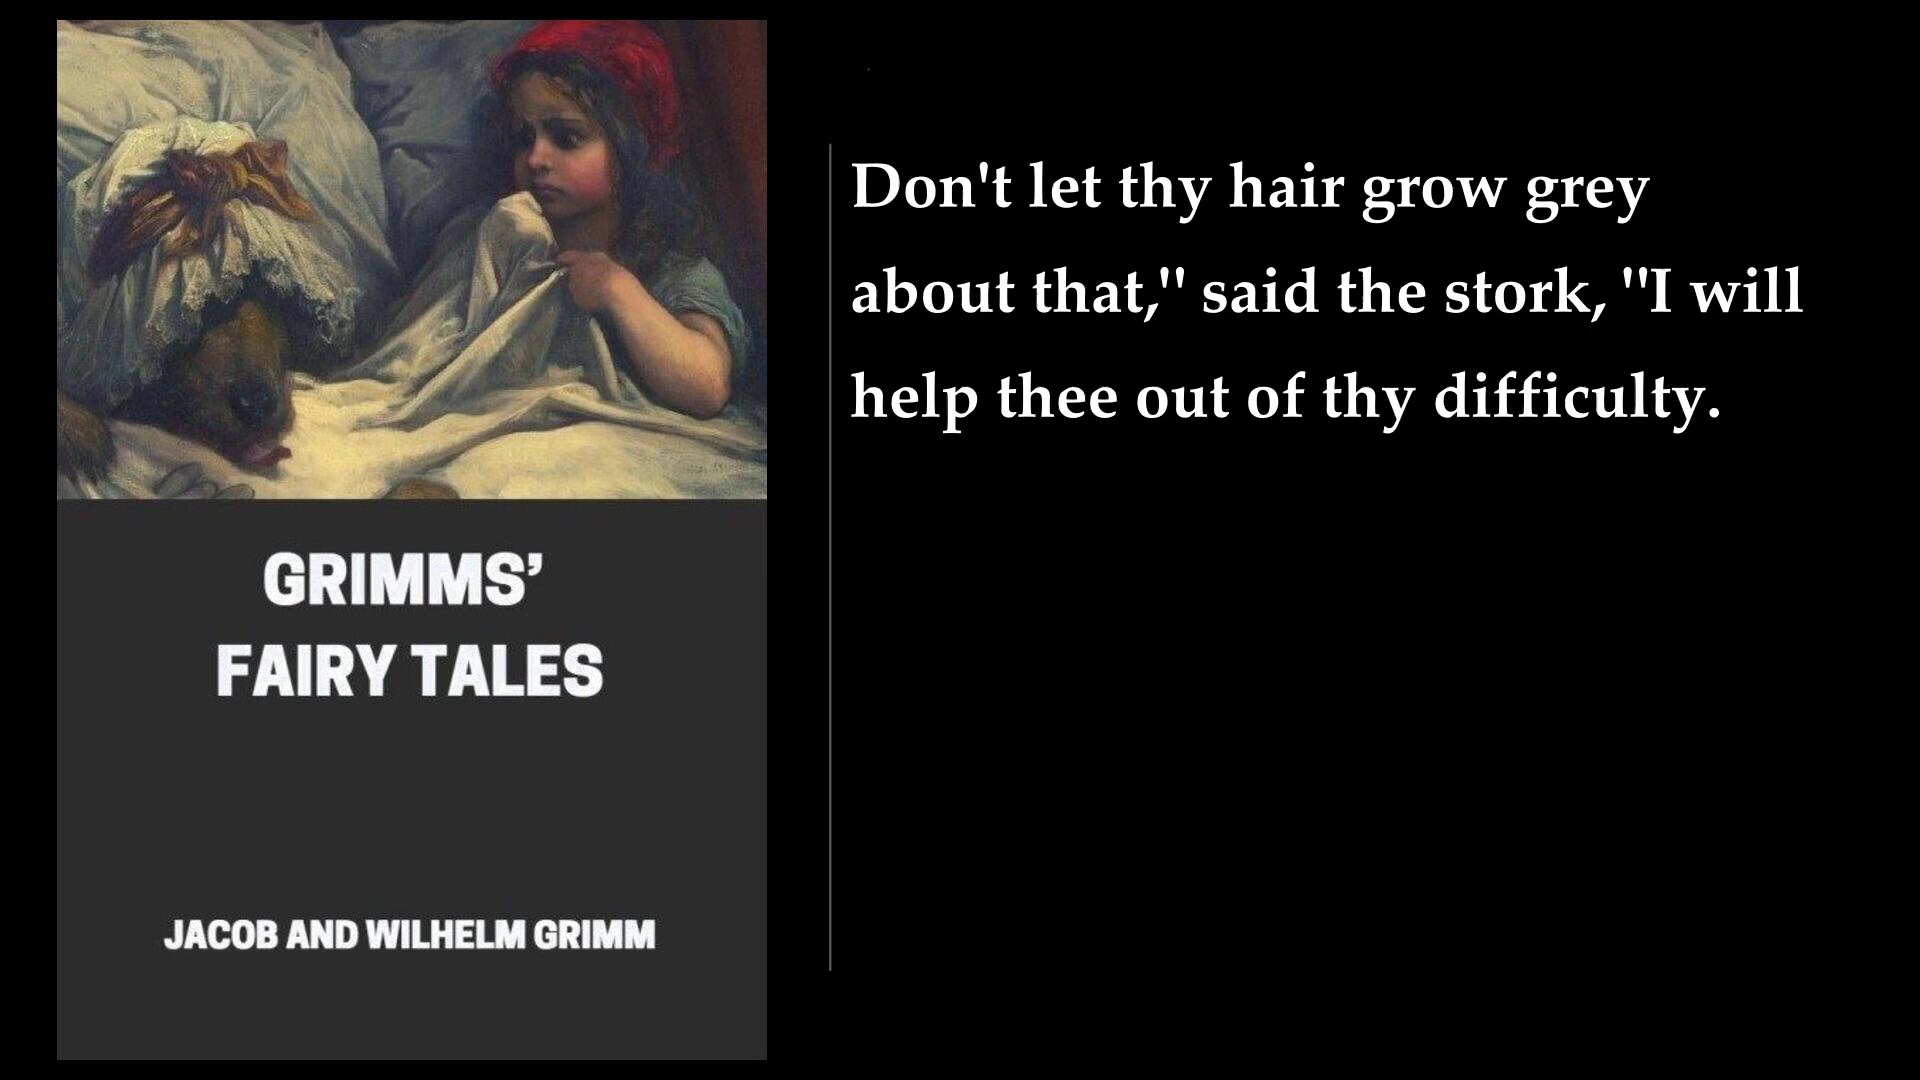 GRIMMS’
FAIRY TALES
JACOB AND WILHELM GRIMM
Don't let thy hair grow grey
about that," said the stork, "I will
help thee out of thy difficulty.